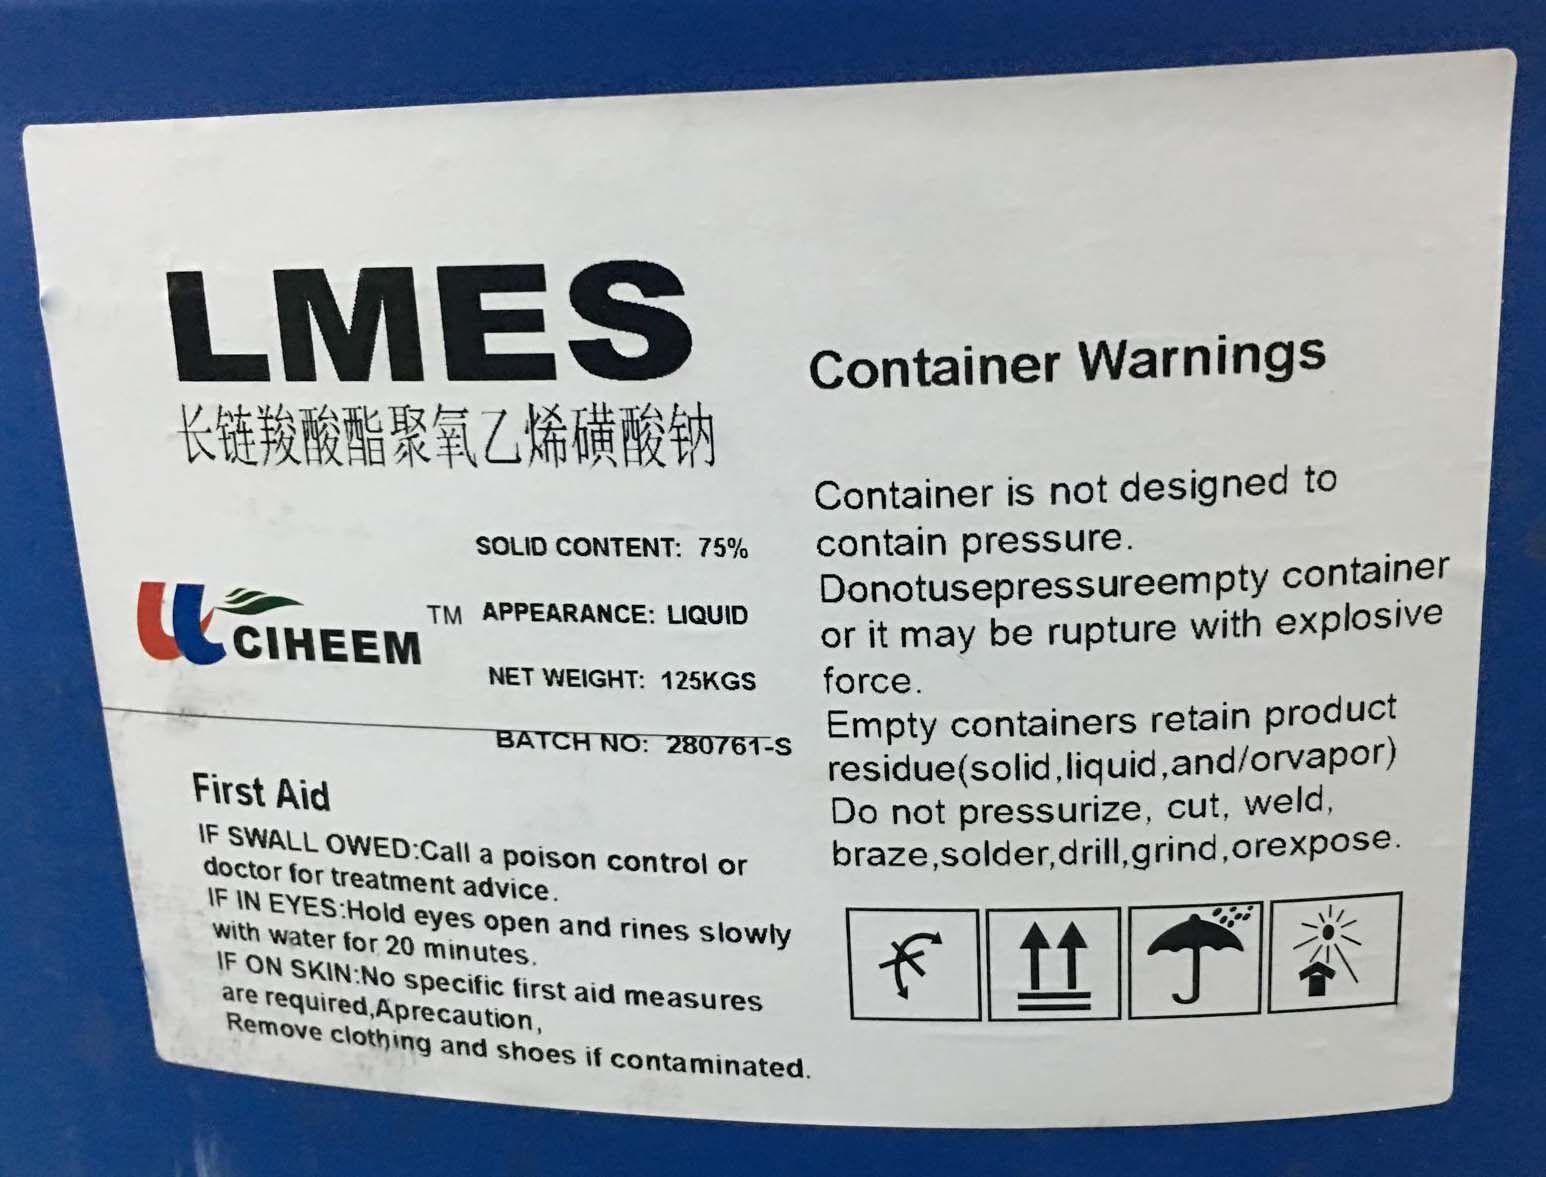 LMES
长链羧酸酯聚氧乙烯磺酸钠
SOLID CONTENT: 75%
CIHEEM TM
APPEARANCE: LIQUID
NET WEIGHT: 125KGS
BATCH NO: 280761-S
First Aid
IF SWALL OWED:Call a poison control or
doctor for treatment advice.
IF IN EYES:Hold eyes open and rines slowly
with water for 20 minutes.
IF ON SKIN:No specific first aid measures
are required,Aprecaution,
Remove clothing and shoes if contaminated.
Container Warnings
Container is not designed to
contain pressure.
Donotusepressureempty container
or it may be rupture with explosive
force.
Empty containers retain product
residue(solid,liquid,and/orvapor)
Do not pressurize, cut, weld,
braze,solder,drill,grind,orexpose.